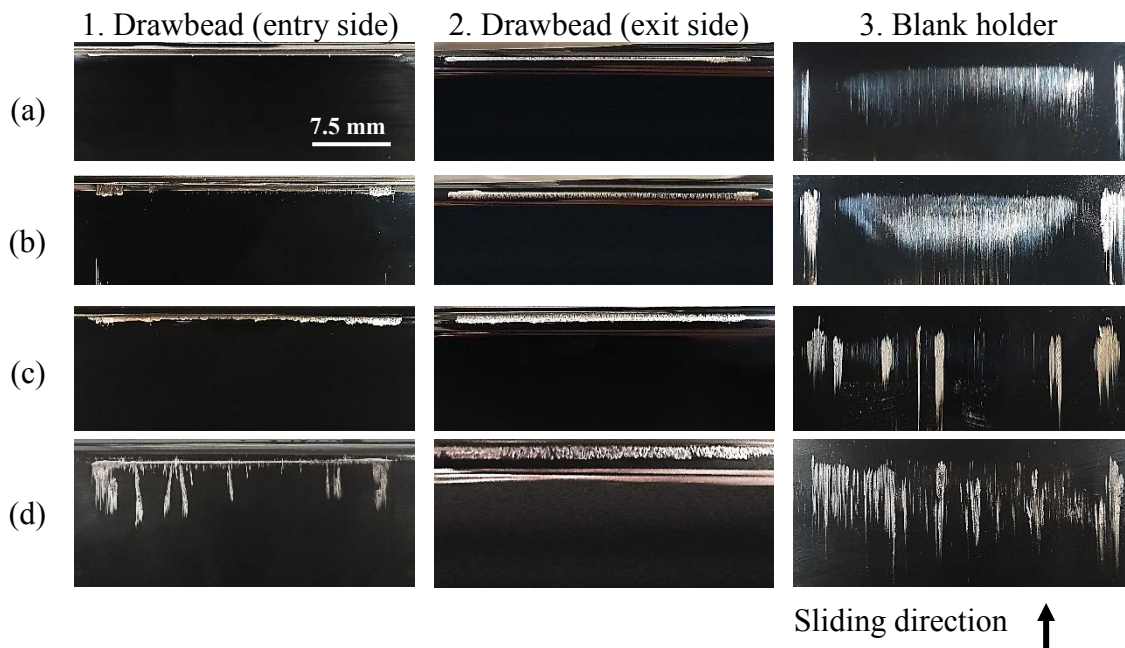 1. Drawbead (entry side) 2. Drawbead (exit side) 3. Blank holder
(a)
7.5 mm
(b)
(c)
(d)
Sliding direction